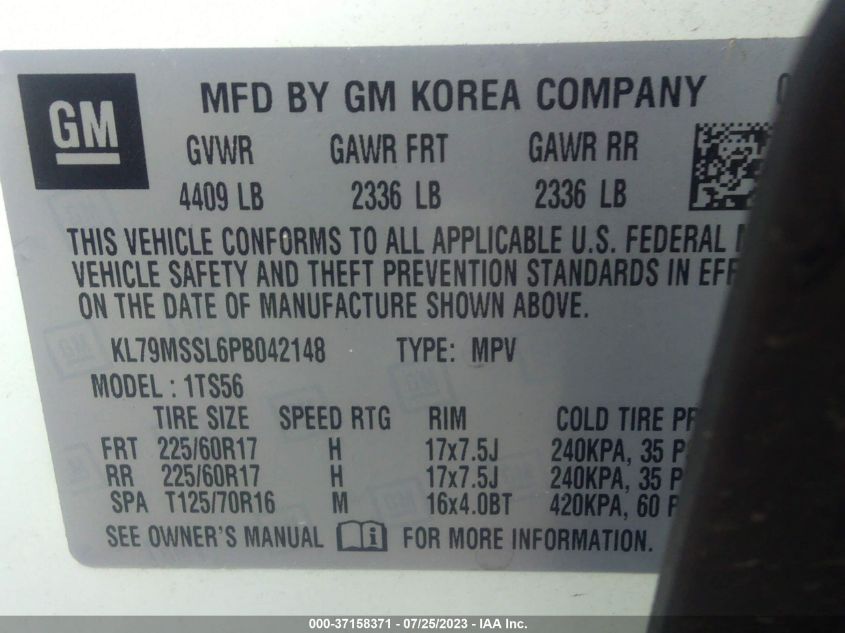 GM
MFD BY GM KOREA COMPANY
GVWR GAWR FRT GAWR RR
4409 LB 2336 LB 2336 LB
THIS VEHICLE CONFORMS TO ALL APPLICABLE U.S. FEDERAL
VEHICLE SAFETY AND THEFT PREVENTION STANDARDS IN
ON THE DATE OF MANUFACTURE SHOWN ABOVE.
KL79MSSL6PB042148 TYPE: MPV
MODEL: 1TS56
TIRE SIZE SPEED RTG RIM COLD TIRE
FRT 225/60R17 H 17x7.5J 240KPA, 35
RR 225/60R17 H 17x7.5J 240KPA, 35
SPA T125/70R16 M 16x4.0BT 420KPA, 60
SEE OWNER'S MANUAL i FOR MORE INFORMATION.
000-37158371 - 07/25/2023 - IAA Inc.